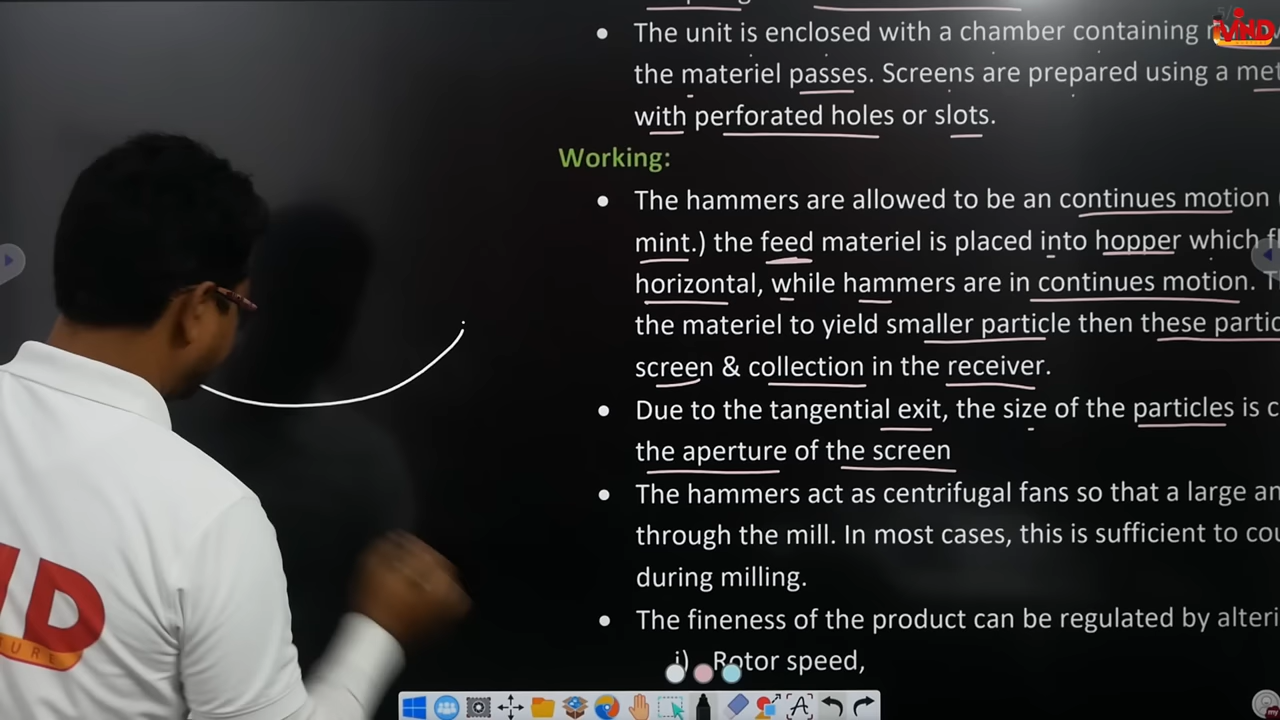 The unit is enclosed with a chamber containing
the materiel passes. Screens are prepared using a
with perforated holes or slots.
Working:
The hammers are allowed to be an continues motion
mint.) the feed materiel is placed into hopper which
horizontal, while hammers are in continues motion.
the materiel to yield smaller particle then these
screen & collection in the receiver.
Due to the tangential exit, the size of the particles is
the aperture of the screen
The hammers act as centrifugal fans so that a large
through the mill. In most cases, this is sufficient to
during milling.
The fineness of the product can be regulated by
i) Rotor speed,